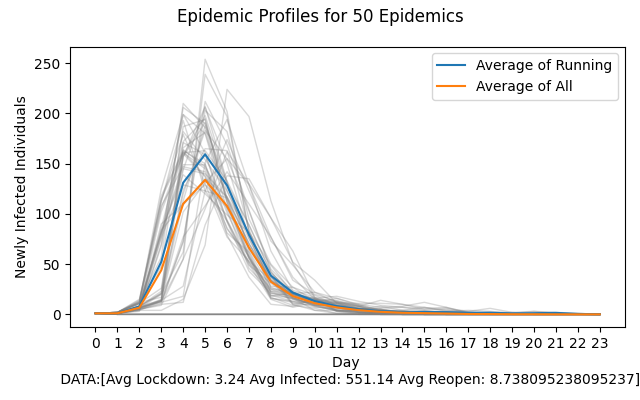 Epidemic Profiles for 50 Epidemics
Average of Running
Average of All
Newly Infected Individuals
250
200
150
100
50
0
0 1 2 3 4 5 6 7 8 9 10 11 12 13 14 15 16 17 18 19 20 21 22 23
Day
DATA:[Avg Lockdown: 3.24 Avg Infected: 551.14 Avg Reopen: 8.738095238095237]